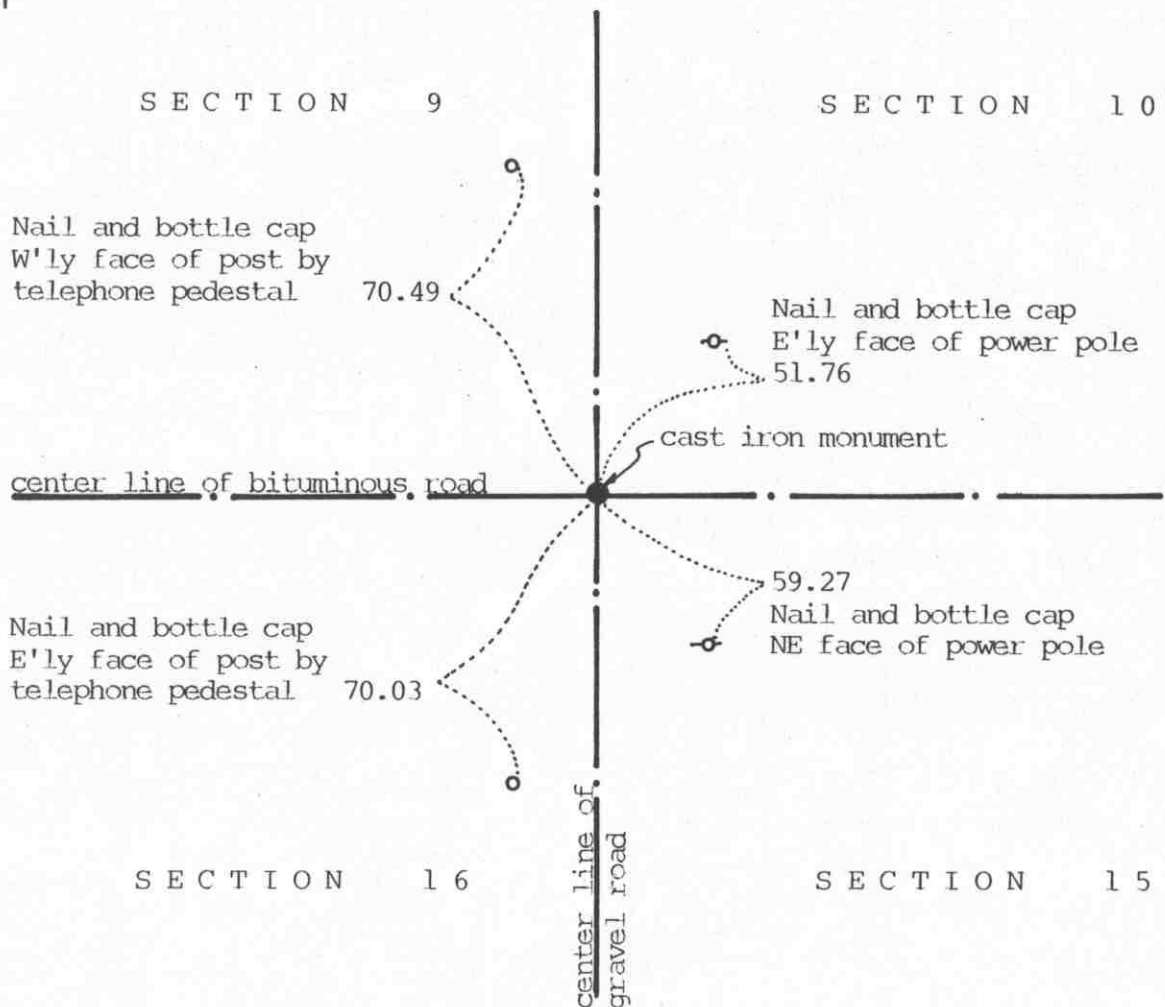 SECTION 9
SECTION 10
Nail and bottle cap
W'ly face of post by
telephone pedestal 70.49
Nail and bottle cap
E'ly face of power pole
51.76
cast iron monument
center line of bituminous road
59.27
Nail and bottle cap
NE face of power pole
Nail and bottle cap
E'ly face of post by
telephone pedestal 70.03
center line of
gravel road
SECTION 16
SECTION 15